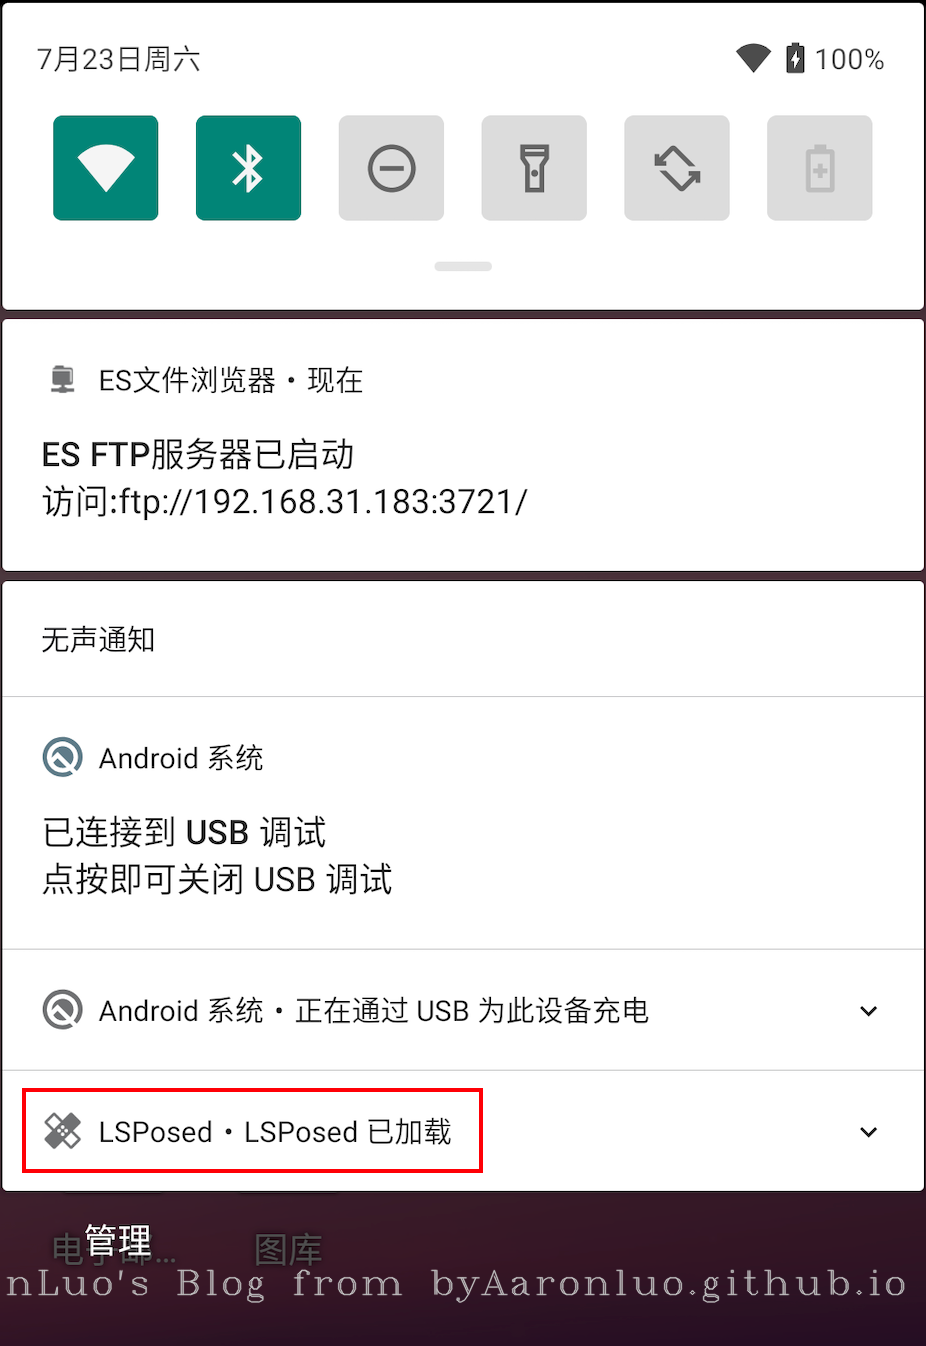 7月23日周六
100%
ES文件浏览器 • 现在
ES FTP服务器已启动
访问:ftp://192.168.31.183:3721/
无声通知
Android 系统
已连接到 USB 调试
点按即可关闭 USB 调试
Android 系统 • 正在通过 USB 为此设备充电
LSPosed • LSPosed 已加载
管理
电子邮… 图库
nLuo's Blog from byAaronluo.github.io